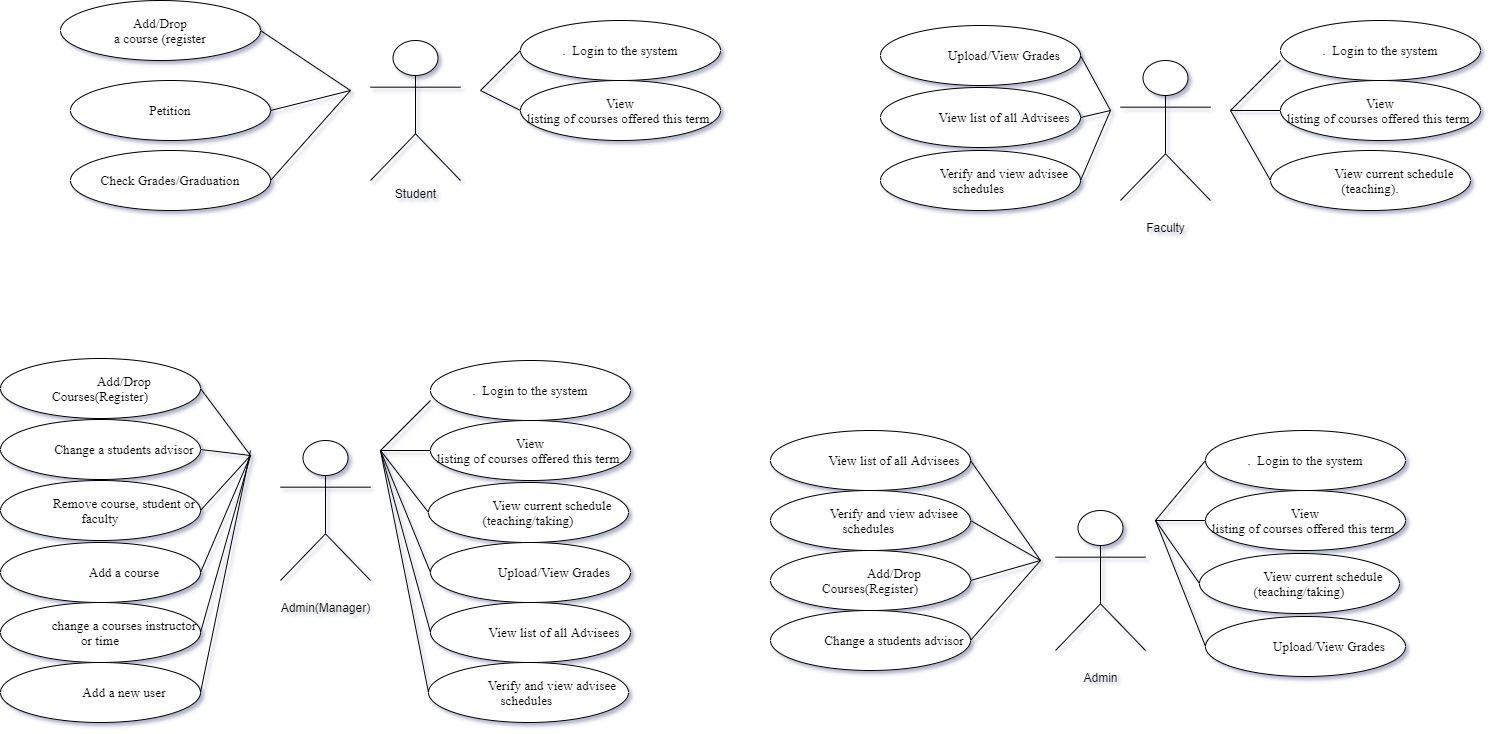 Add/Drop
a course (register
Petition
Check Grades/Graduation
Student
. Login to the system
View
listing of courses offered this term
Upload/View Grades
View list of all Advisees
Verify and view advisee
schedules
Faculty
. Login to the system
View
listing of courses offered this term
View current schedule
(teaching).
Add/Drop
Courses(Register)
Change a students advisor
Remove course, student or
faculty
Add a course
change a courses instructor
or time
Add a new user
Admin(Manager)
. Login to the system
View
listing of courses offered this term
View current schedule
(teaching/taking)
Upload/View Grades
View list of all Advisees
Verify and view advisee
schedules
View list of all Advisees
Verify and view advisee
schedules
Add/Drop
Courses(Register)
Change a students advisor
Admin
. Login to the system
View
listing of courses offered this term
View current schedule
(teaching/taking)
Upload/View Grades